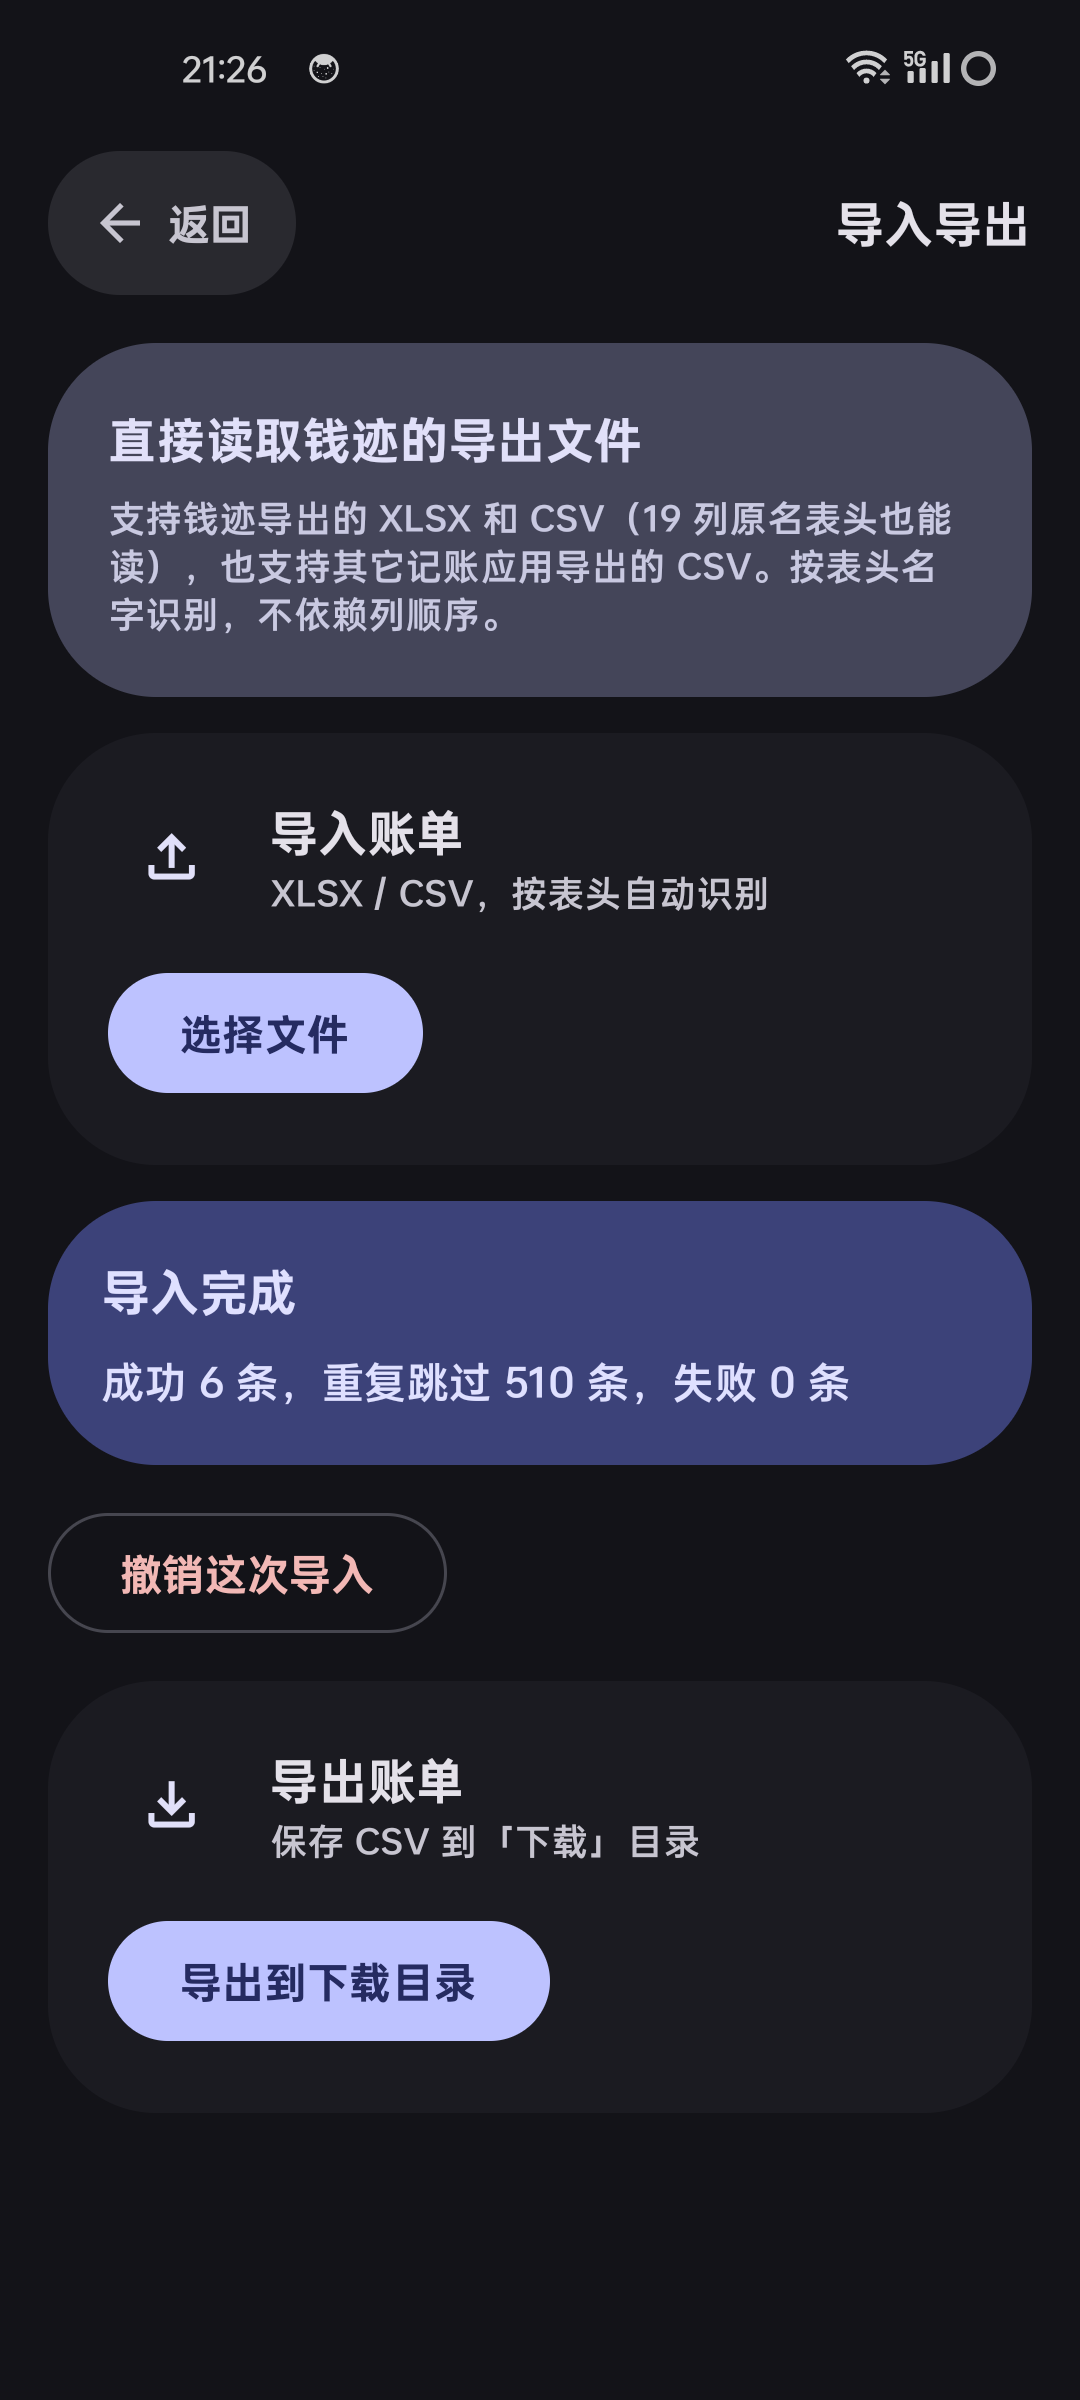 21:26
5G
返回
导入导出
直接读取钱迹的导出文件
支持钱迹导出的 XLSX 和 CSV（19 列原名表头也能
读），也支持其它记账应用导出的 CSV。按表头名
字识别，不依赖列顺序。
导入账单
XLSX / CSV，按表头自动识别
选择文件
导入完成
成功 6 条，重复跳过 510 条，失败 0 条
撤销这次导入
导出账单
保存 CSV 到「下载」目录
导出到下载目录